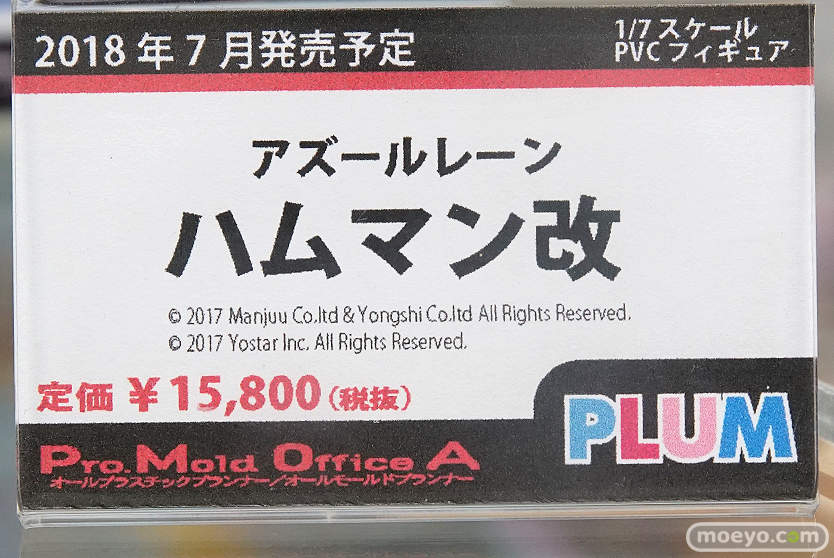 2018年7月発売予定
1/7スケール
PVCフィギュア
アズールレーン
ハムマン改
© 2017 Manjuu Co.ltd & Yongshi Co.ltd All Rights Reserved.
© 2017 Yostar Inc. All Rights Reserved.
定価 ¥15,800(税抜)
PLUM
Pro.Mold Office A
オールプラスチックプランナー/オールモールドプランナー
moeyo.com